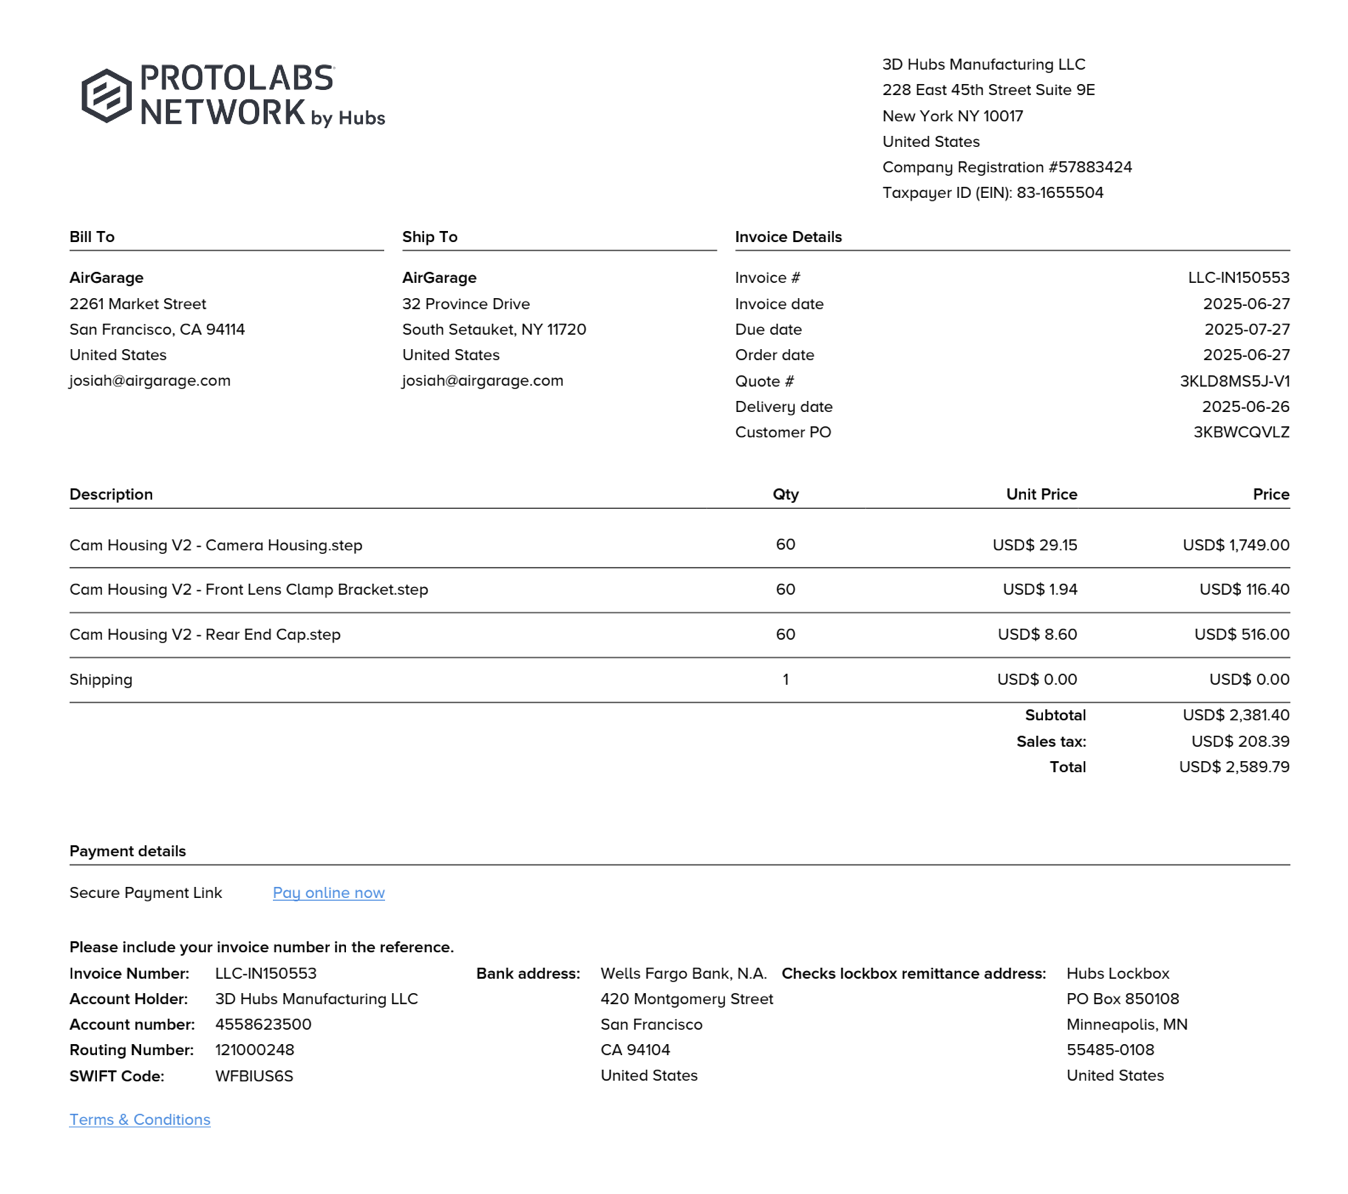 PROTOLABS
NETWORK by Hubs
3D Hubs Manufacturing LLC
228 East 45th Street Suite 9E
New York NY 10017
United States
Company Registration #57883424
Taxpayer ID (EIN): 83-1655504
Bill To
AirGarage
2261 Market Street
San Francisco, CA 94114
United States
josiah@airgarage.com
Ship To
AirGarage
32 Province Drive
South Setauket, NY 11720
United States
josiah@airgarage.com
Invoice Details
Invoice # LLC-IN150553
Invoice date 2025-06-27
Due date 2025-07-27
Order date 2025-06-27
Quote # 3KLD8MS5J-V1
Delivery date 2025-06-26
Customer PO 3KBWCQVLZ
Description Qty Unit Price Price
Cam Housing V2 - Camera Housing.step 60 USD$ 29.15 USD$ 1,749.00
Cam Housing V2 - Front Lens Clamp Bracket.step 60 USD$ 1.94 USD$ 116.40
Cam Housing V2 - Rear End Cap.step 60 USD$ 8.60 USD$ 516.00
Shipping 1 USD$ 0.00 USD$ 0.00
Subtotal USD$ 2,381.40
Sales tax: USD$ 208.39
Total USD$ 2,589.79
Payment details
Secure Payment Link Pay online now
Please include your invoice number in the reference.
Invoice Number: LLC-IN150553
Account Holder: 3D Hubs Manufacturing LLC
Account number: 4558623500
Routing Number: 121000248
SWIFT Code: WFBIUS6S
Bank address: Wells Fargo Bank, N.A.
420 Montgomery Street
San Francisco
CA 94104
United States
Checks lockbox remittance address: Hubs Lockbox
PO Box 850108
Minneapolis, MN
55485-0108
United States
Terms & Conditions